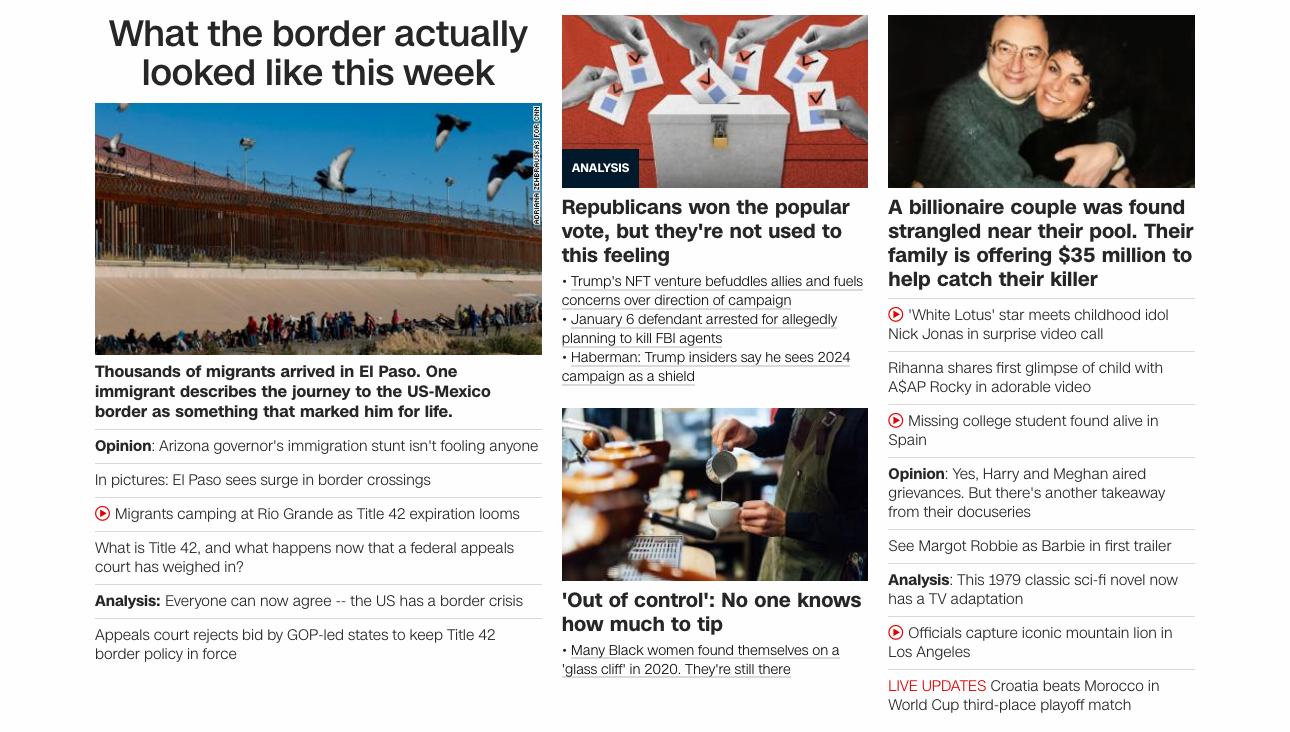 What the border actually
looked like this week
ADRIANA ZEHBRAUSKAS FOR CNN
Thousands of migrants arrived in El Paso. One
immigrant describes the journey to the US-Mexico
border as something that marked him for life.
Opinion: Arizona governor's immigration stunt isn't fooling anyone
In pictures: El Paso sees surge in border crossings
Migrants camping at Rio Grande as Title 42 expiration looms
What is Title 42, and what happens now that a federal appeals
court has weighed in?
Analysis: Everyone can now agree -- the US has a border crisis
Appeals court rejects bid by GOP-led states to keep Title 42
border policy in force
ANALYSIS
Republicans won the popular
vote, but they're not used to
this feeling
• Trump's NFT venture befuddles allies and fuels
concerns over direction of campaign
• January 6 defendant arrested for allegedly
planning to kill FBI agents
• Haberman: Trump insiders say he sees 2024
campaign as a shield
'Out of control': No one knows
how much to tip
• Many Black women found themselves on a
'glass cliff' in 2020. They're still there
A billionaire couple was found
strangled near their pool. Their
family is offering $35 million to
help catch their killer
'White Lotus' star meets childhood idol
Nick Jonas in surprise video call
Rihanna shares first glimpse of child with
A$AP Rocky in adorable video
Missing college student found alive in
Spain
Opinion: Yes, Harry and Meghan aired
grievances. But there's another takeaway
from their docuseries
See Margot Robbie as Barbie in first trailer
Analysis: This 1979 classic sci-fi novel now
has a TV adaptation
Officials capture iconic mountain lion in
Los Angeles
LIVE UPDATES Croatia beats Morocco in
World Cup third-place playoff match